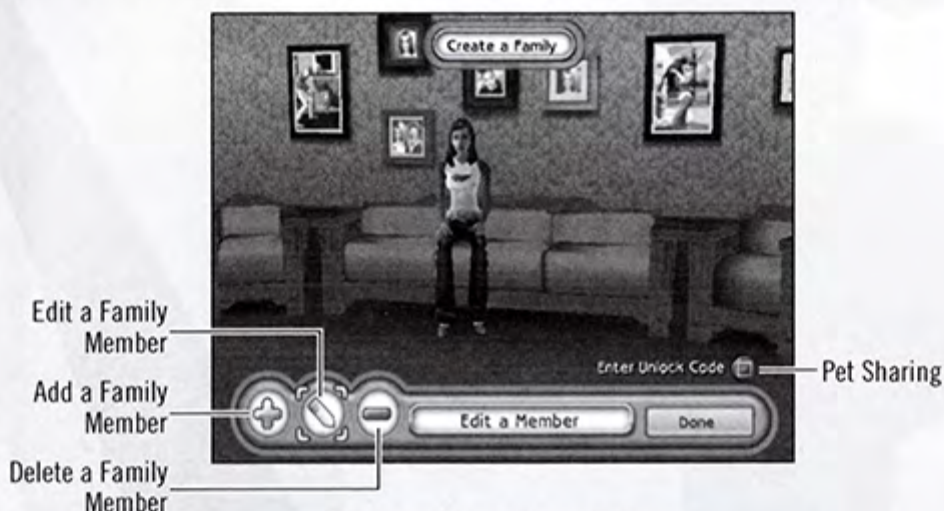 Create a Family
Edit a Family
Member
Enter Unlock Code
Pet Sharing
Add a Family
Member
Edit a Member
Done
Delete a Family
Member